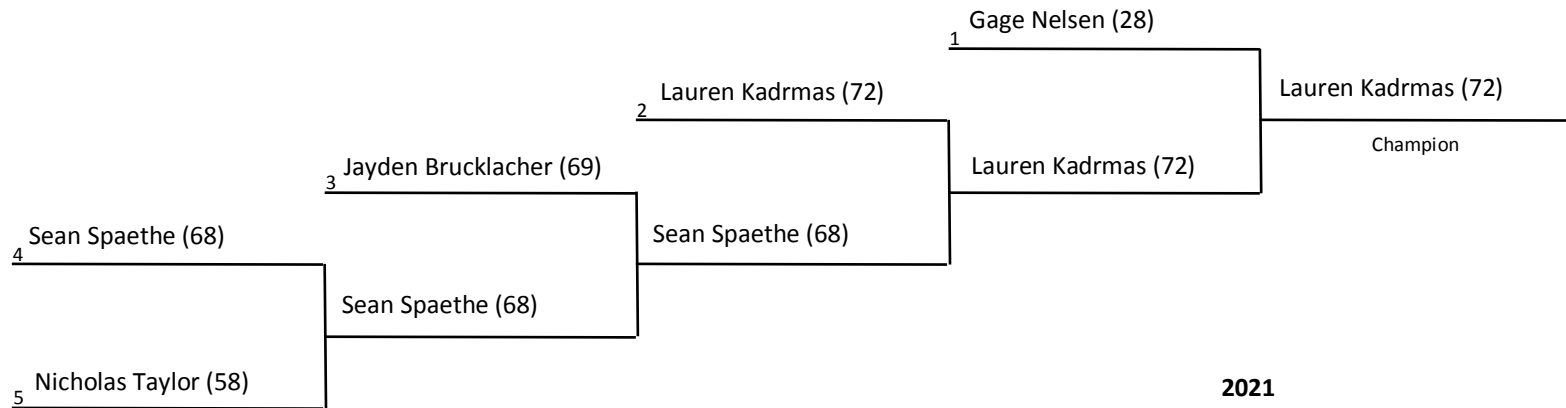 1 Gage Nelsen (28)
2 Lauren Kadrmas (72)
Lauren Kadrmas (72)
Champion
3 Jayden Brucklacher (69)
Lauren Kadrmas (72)
4 Sean Spaethe (68)
Sean Spaethe (68)
Sean Spaethe (68)
5 Nicholas Taylor (58)
2021